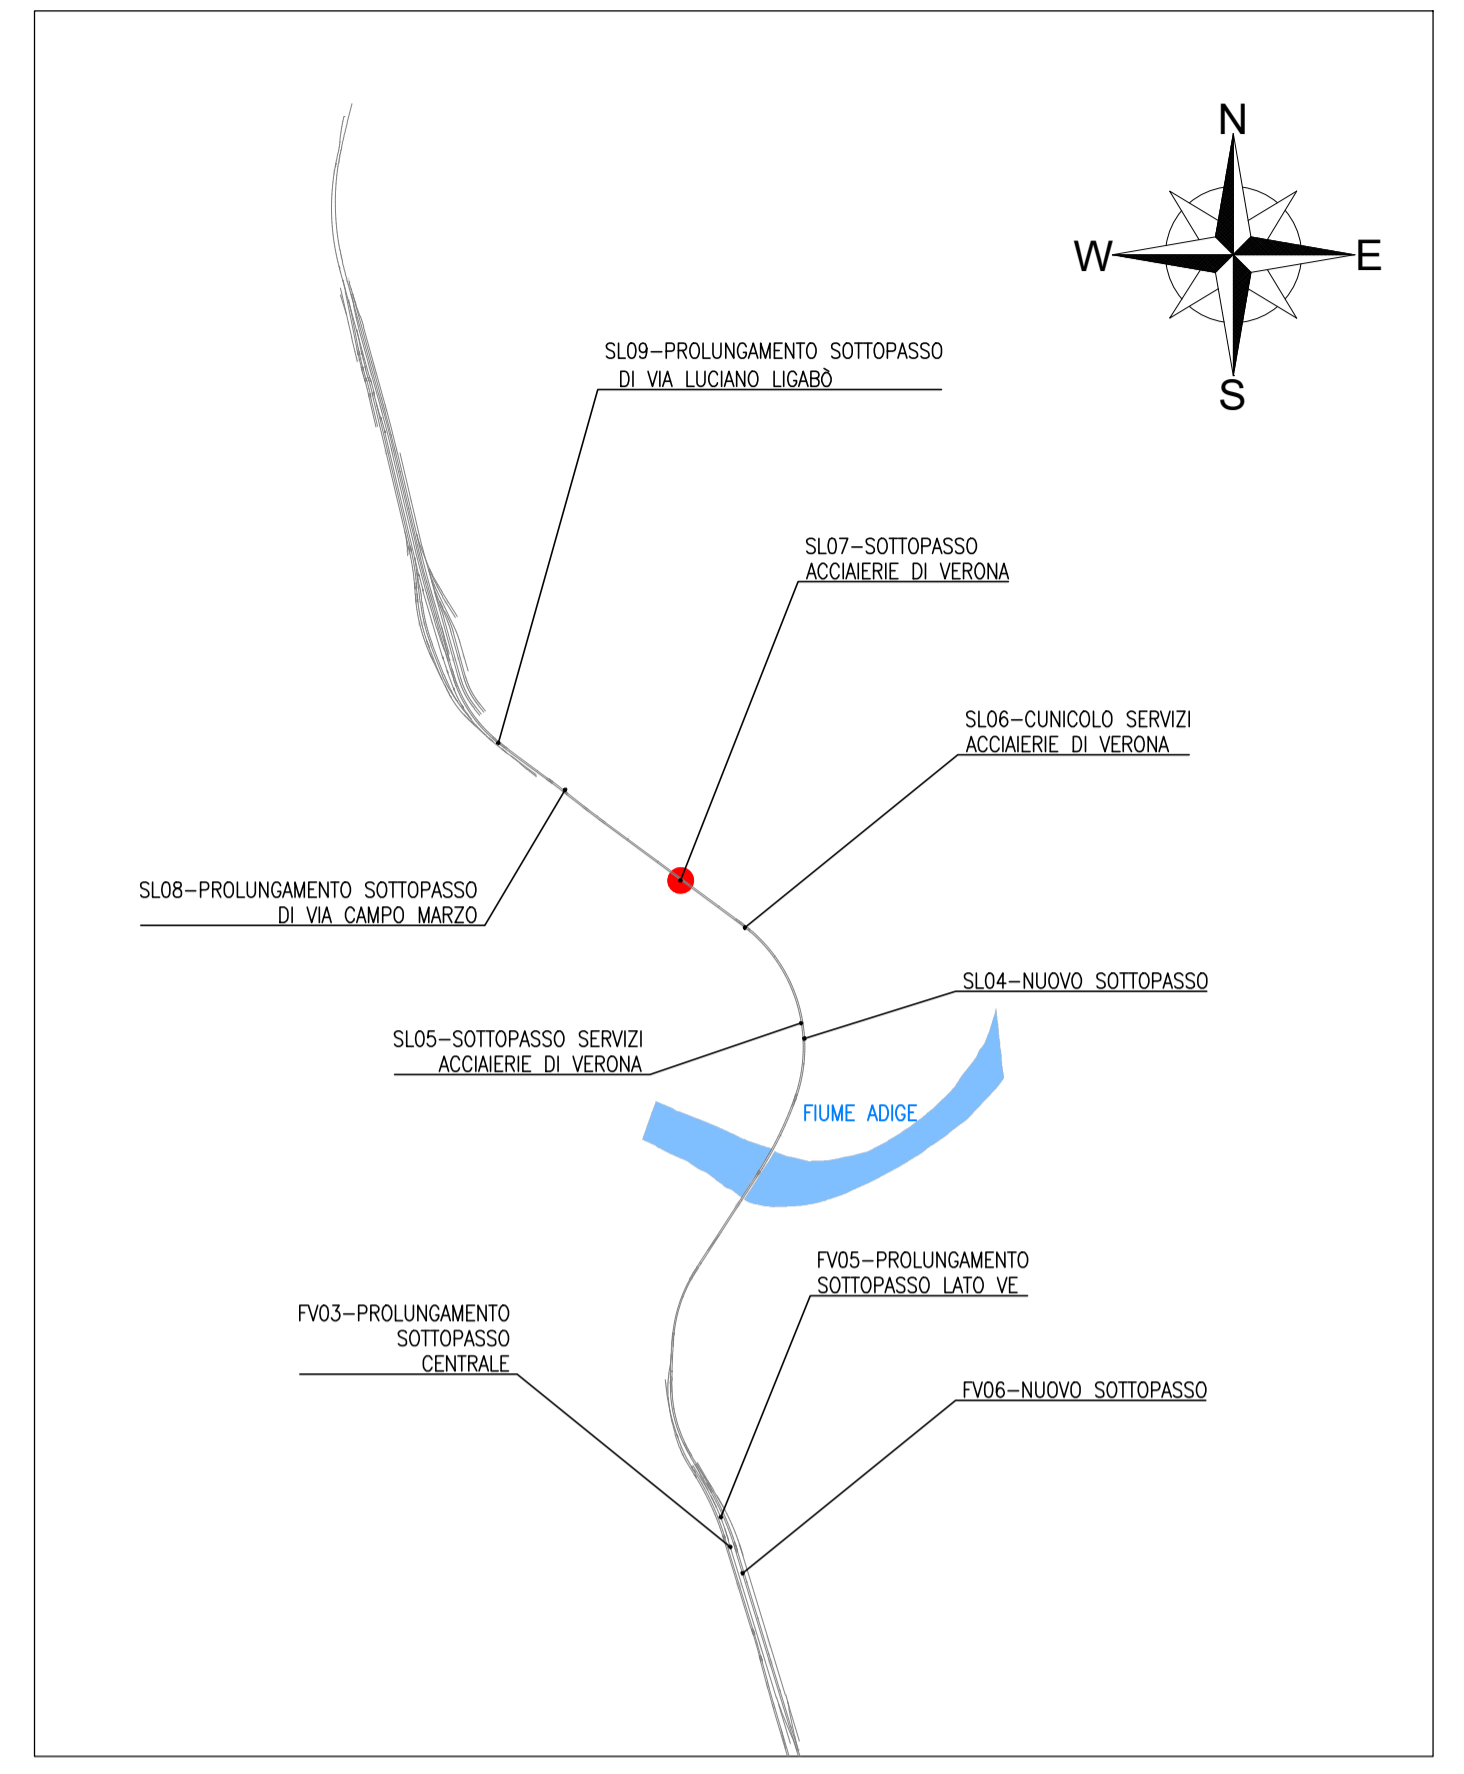 N
W
E
S
SL09-PROLUNGAMENTO SOTTOPASSO
DI VIA LUCIANO LIGABÒ
SL07-SOTTOPASSO
ACCIAIERIE DI VERONA
SL06-CUNICOLO SERVIZI
ACCIAIERIE DI VERONA
SL08-PROLUNGAMENTO SOTTOPASSO
DI VIA CAMPO MARZO
SL04-NUOVO SOTTOPASSO
SL05-SOTTOPASSO SERVIZI
ACCIAIERIE DI VERONA
FIUME ADIGE
FV05-PROLUNGAMENTO
SOTTOPASSO LATO VE
FV03-PROLUNGAMENTO
SOTTOPASSO
CENTRALE
FV06-NUOVO SOTTOPASSO